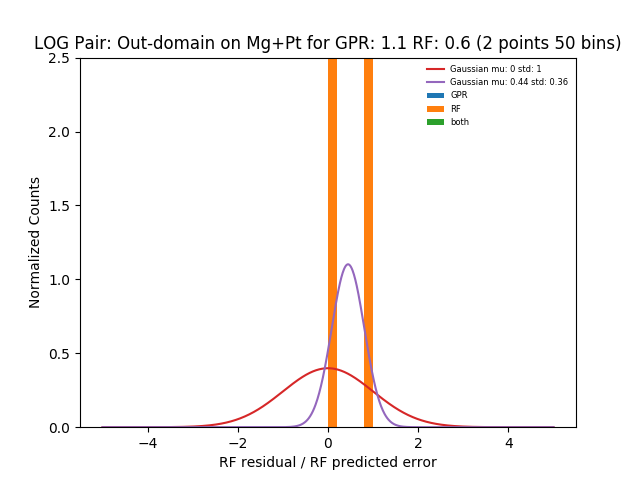 LOG Pair: Out-domain on Mg+Pt for GPR: 1.1 RF: 0.6 (2 points 50 bins)
2.5
2.0
1.5
1.0
0.5
0.0
Normalized Counts
Gaussian mu: 0 std: 1
Gaussian mu: 0.44 std: 0.36
GPR
RF
both
−4 −2 0 2 4
RF residual / RF predicted error